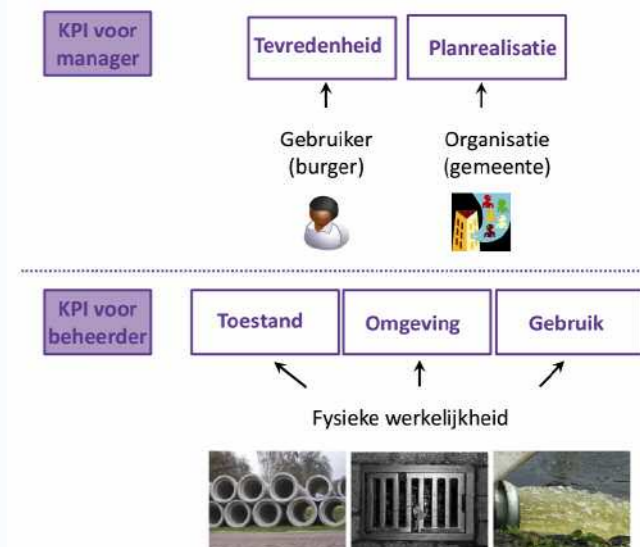 KPI voor
manager
Tevredenheid
Planrealisatie
Gebruiker
(burger)
Organisatie
(gemeente)
KPI voor
beheerder
Toestand
Omgeving
Gebruik
Fysieke werkelijkheid